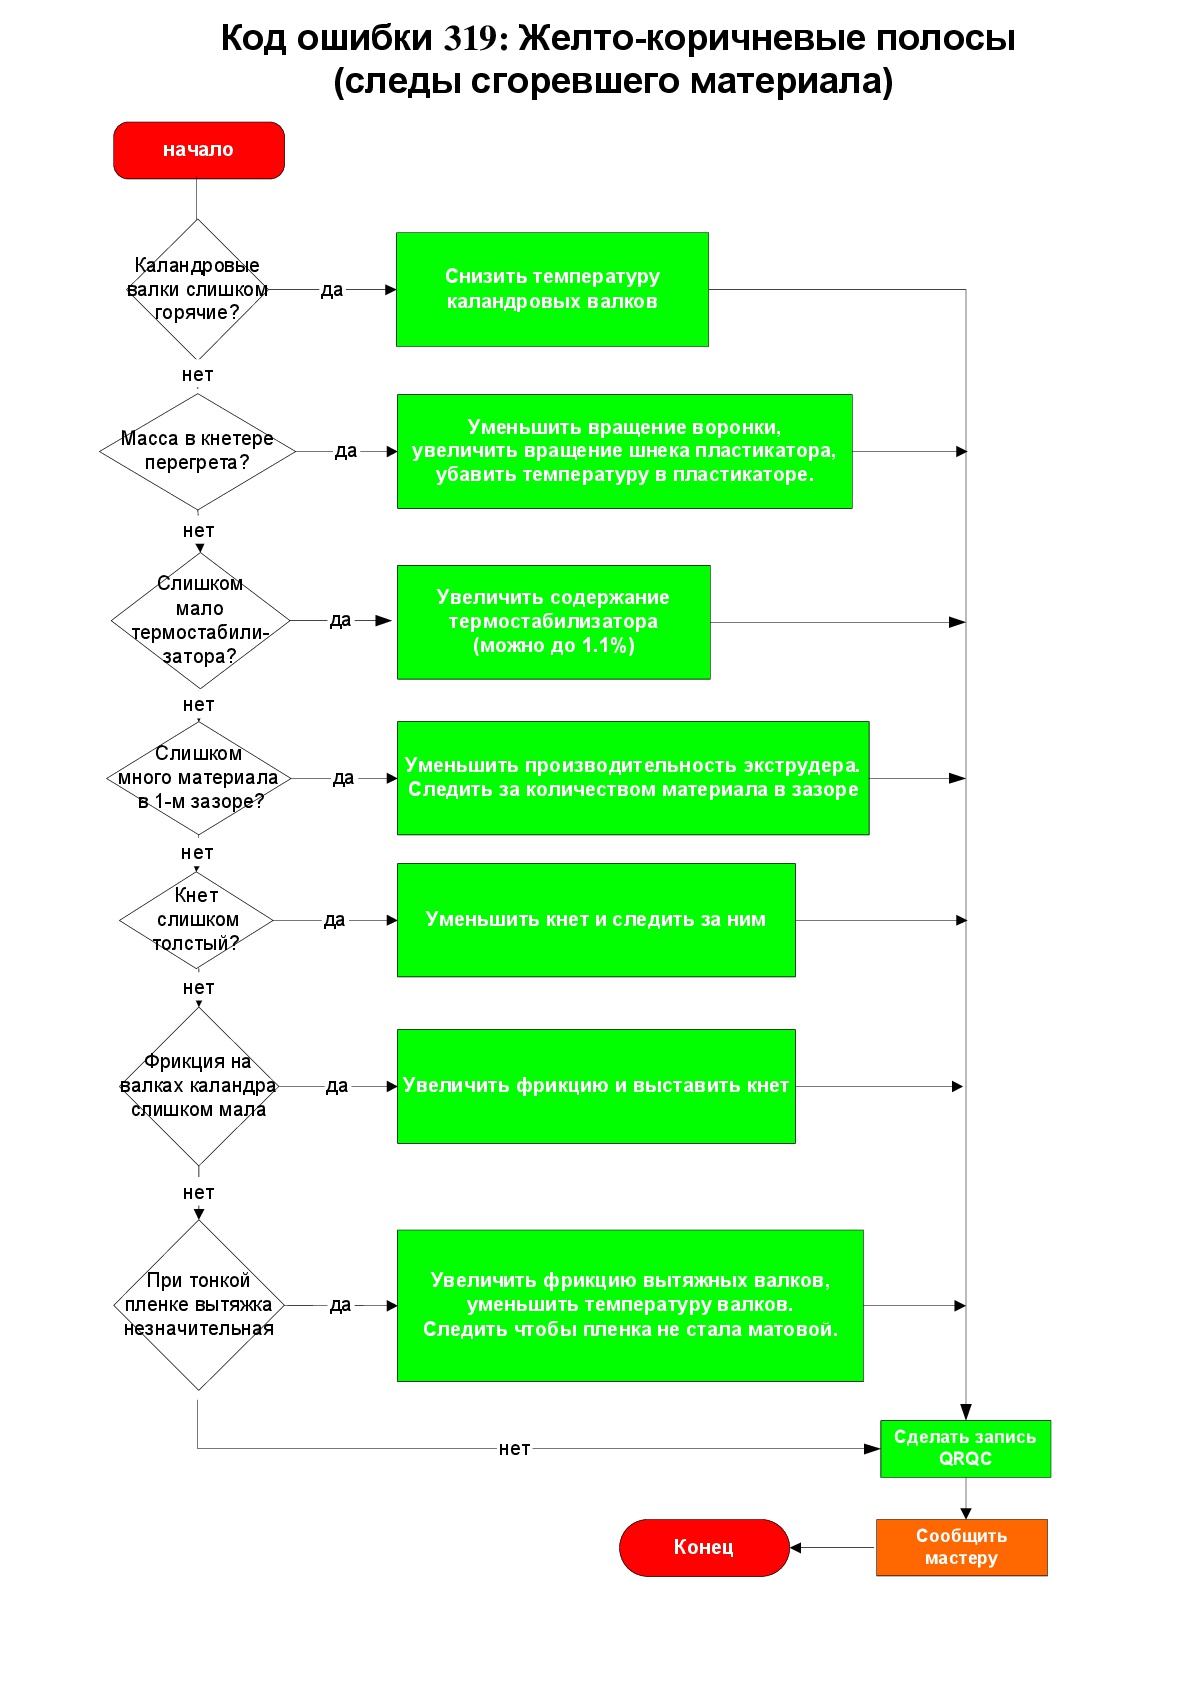 Код ошибки 319: Желто-коричневые полосы
(следы сгоревшего материала)
начало
Каландровые
валки слишком
горячие?
да
Снизить температуру
каландровых валков
нет
Масса в кнетере
перегрета?
да
Уменьшить вращение воронки,
увеличить вращение шнека пластикатора,
убавить температуру в пластикаторе.
нет
Слишком
мало
термостабили-
затора?
да
Увеличить содержание
термостабилизатора
(можно до 1.1%)
нет
Слишком
много материала
в 1-м зазоре?
да
Уменьшить производительность экструдера.
Следить за количеством материала в зазоре
нет
Кнет
слишком
толстый?
да
Уменьшить кнет и следить за ним
нет
Фрикция на
валках каландра
слишком мала
да
Увеличить фрикцию и выставить кнет
нет
При тонкой
пленке вытяжка
незначительная
да
Увеличить фрикцию вытяжных валков,
уменьшить температуру валков.
Следить чтобы пленка не стала матовой.
нет
Сделать запись
QRQC
Сообщить
мастеру
Конец